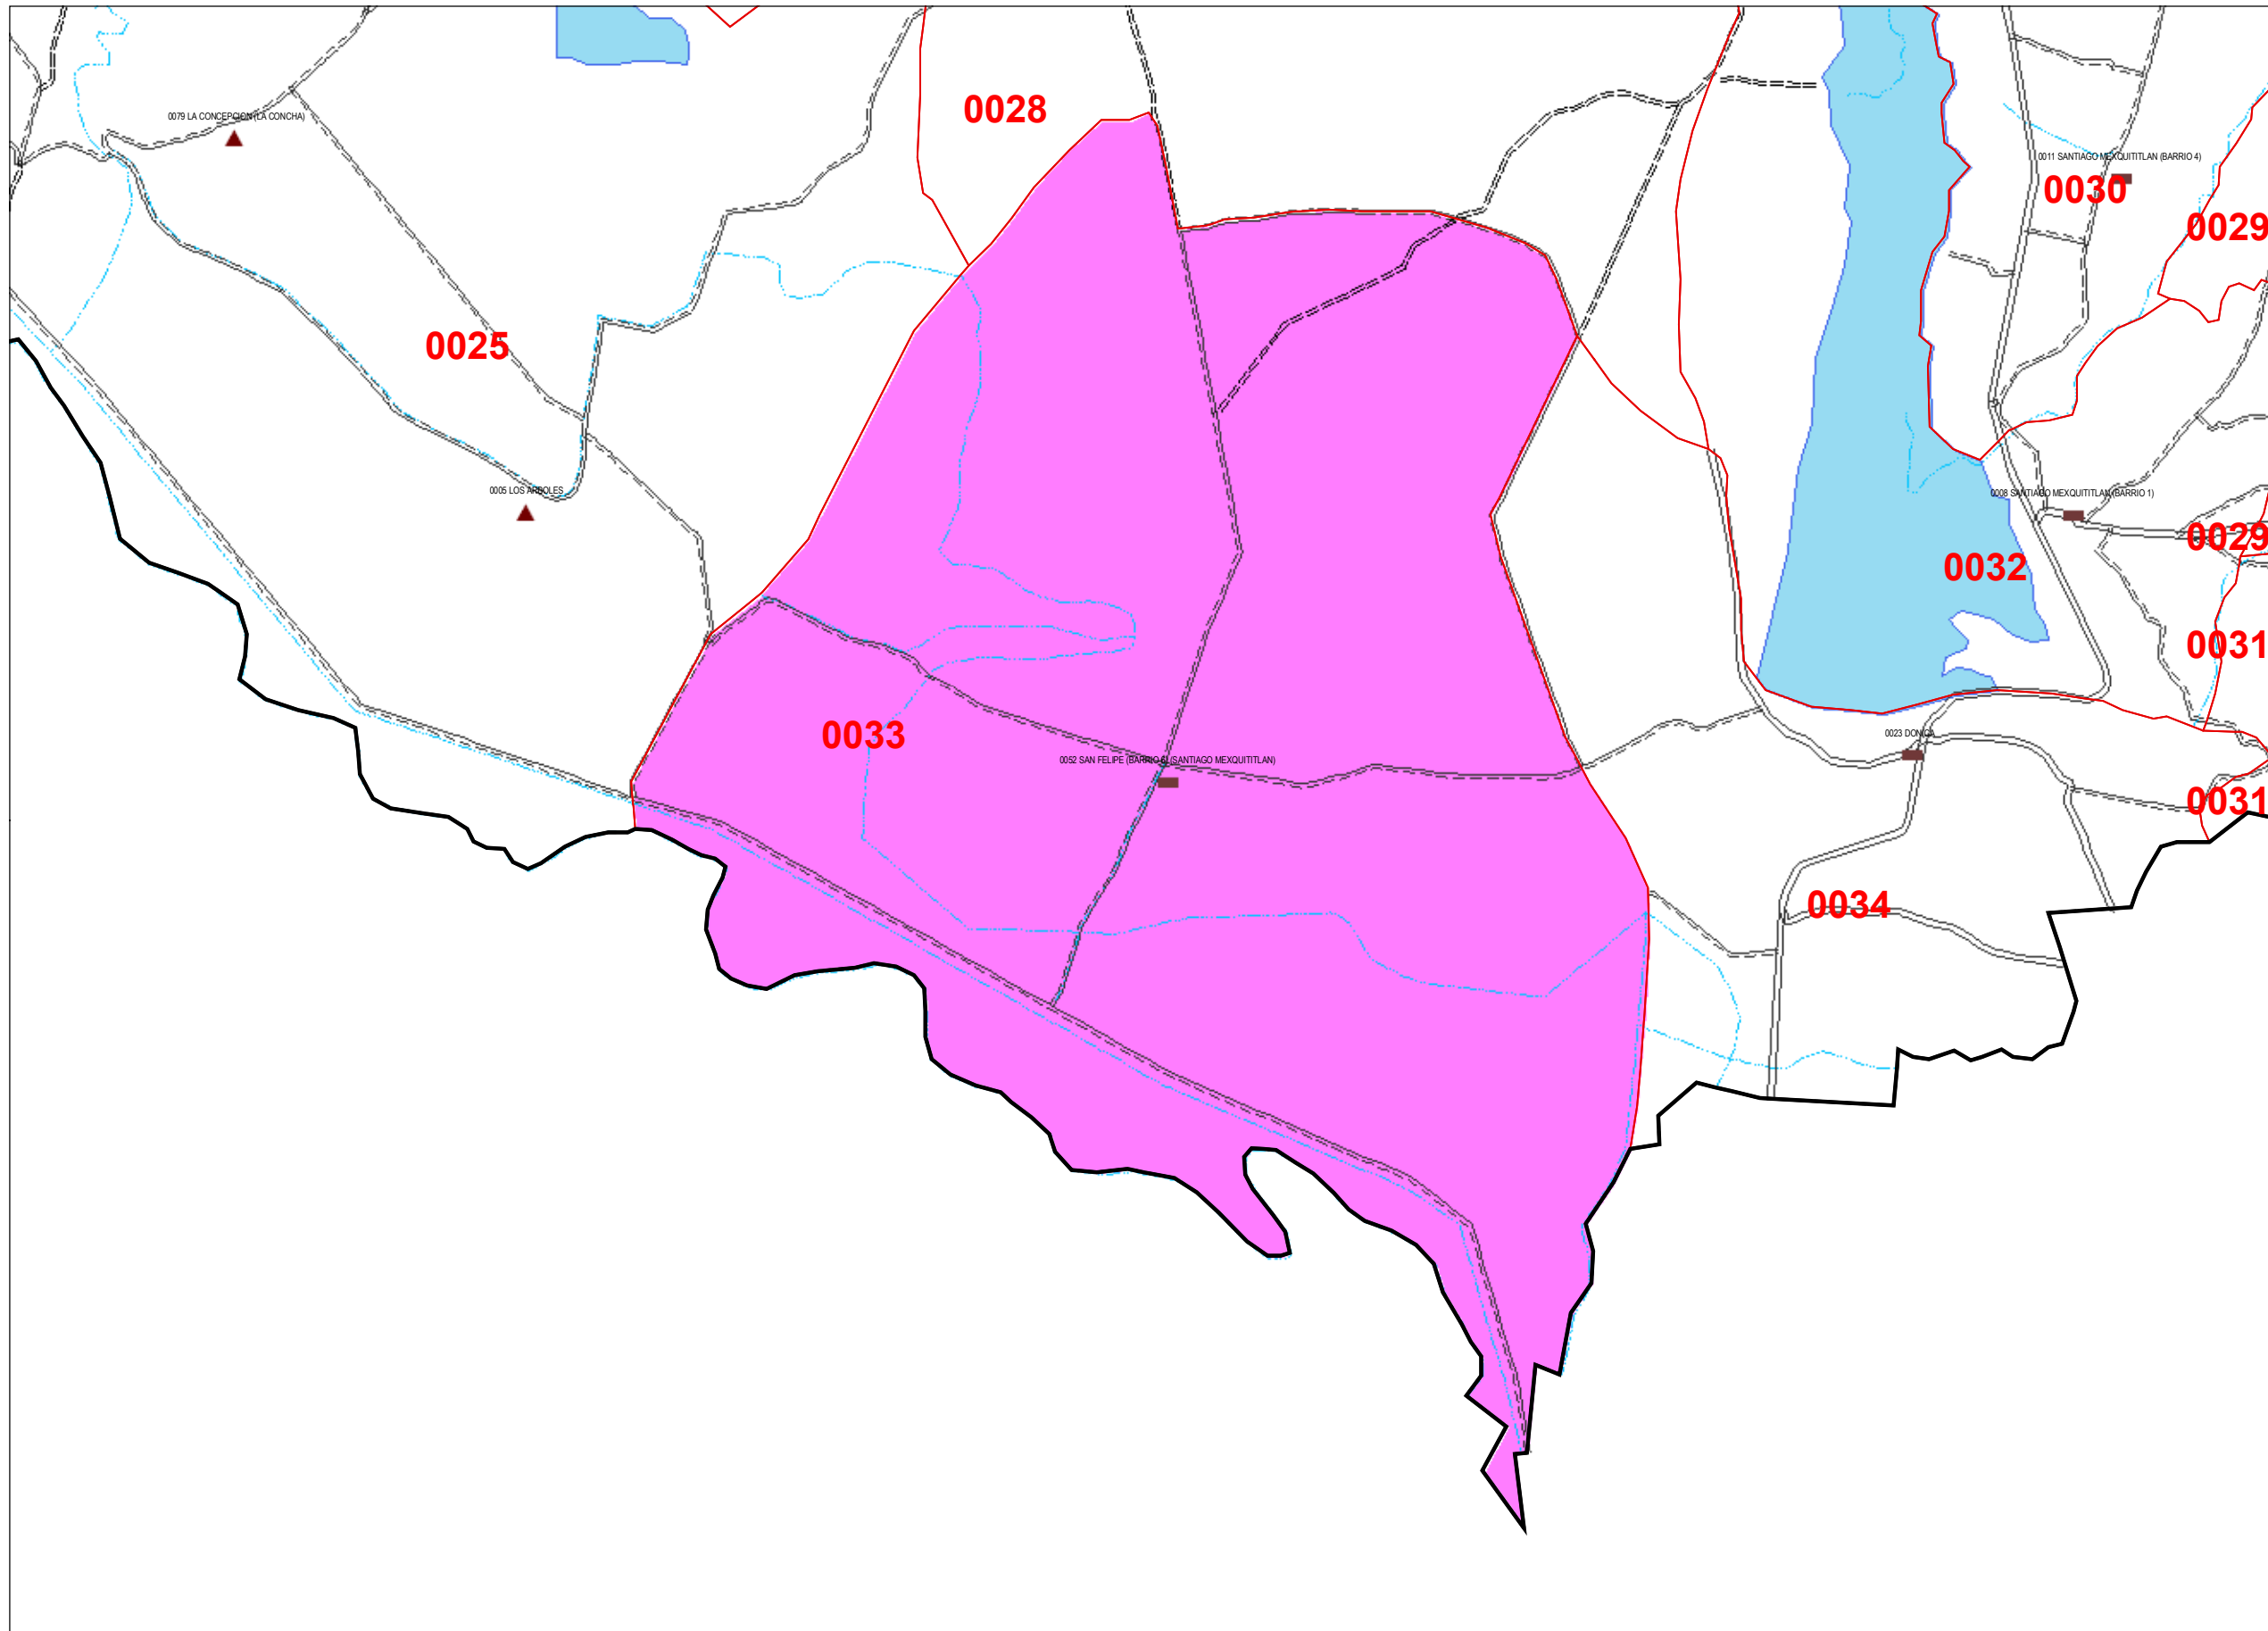 0028
0079 LA CONCEPCION (LA CONCHA)
0011 SANTIAGO MEXQUITITLAN (BARRIO 4)
0030
0029
0025
0005 LOS ARBOLES
0008 SANTIAGO MEXQUITITLAN (BARRIO 1)
0029
0032
0031
0033
0023 DONICA
0052 SAN FELIPE (BARRIO 6) (SANTIAGO MEXQUITITLAN)
0031
0034